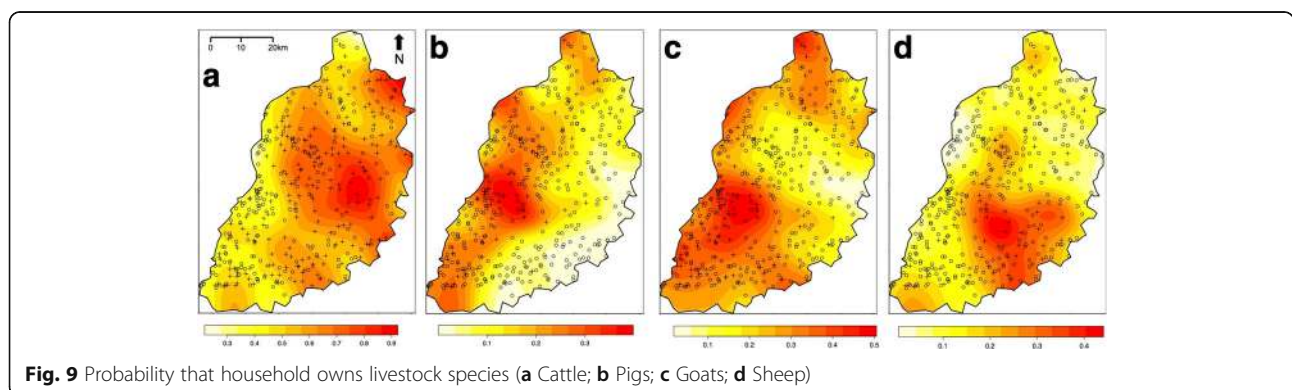 0 10 20km
N
a b c d
0.3 0.4 0.5 0.6 0.7 0.8 0.9
0.1 0.2 0.3
0.1 0.2 0.3 0.4 0.5
0.1 0.2 0.3 0.4
Fig. 9 Probability that household owns livestock species (a Cattle; b Pigs; c Goats; d Sheep)